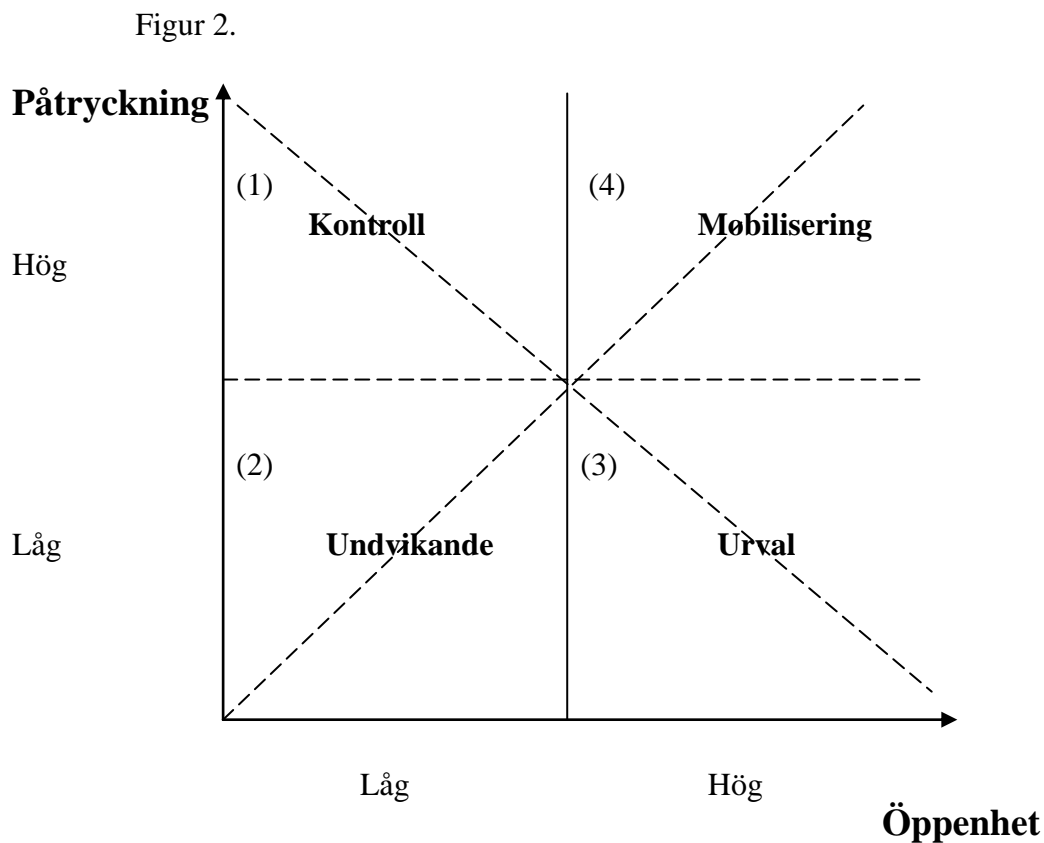 Figur 2.
Påtryckning
(1)
(4)
Kontroll
Mobilisering
Hög
(2)
(3)
Låg
Undvikande
Urval
Låg
Hög
Öppenhet